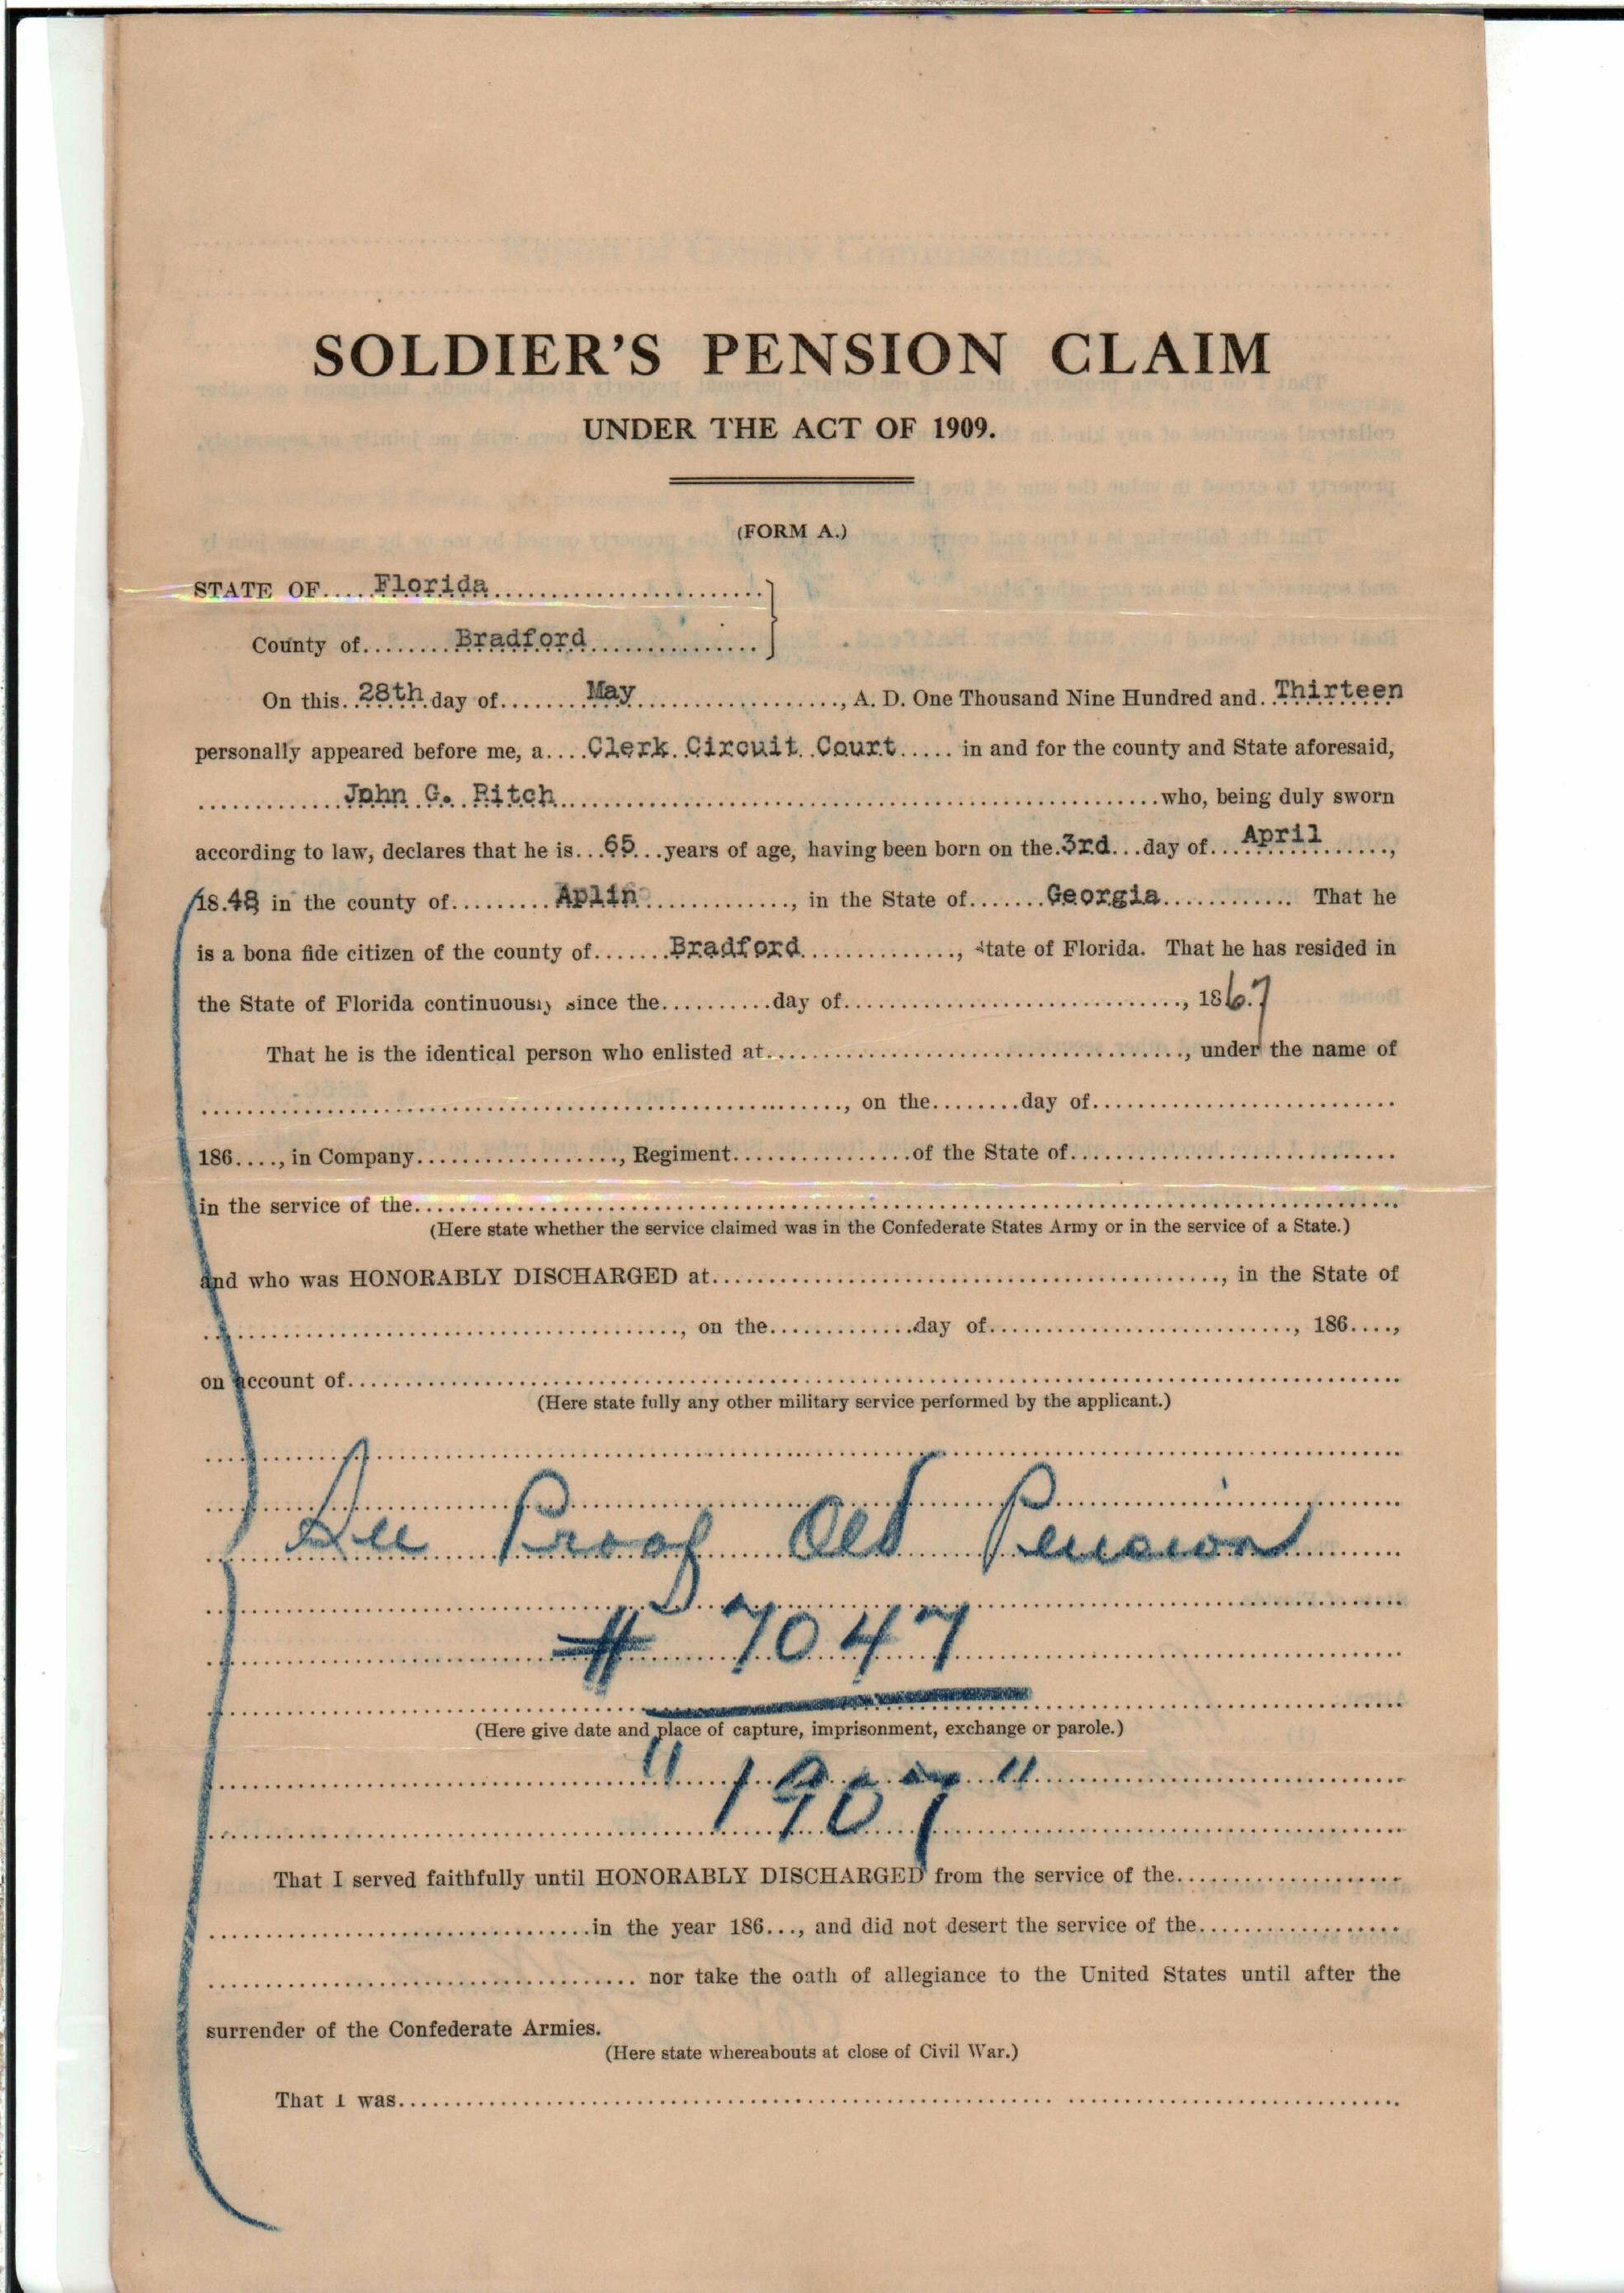 SOLDIER'S PENSION CLAIM
UNDER THE ACT OF 1909.
(FORM A.)
STATE OF.....Florida........................
County of........Bradford...............
On this..28th.day of........May..................., A. D. One Thousand Nine Hundred and..Thirteen
personally appeared before me, a....Clerk Circuit Court..... in and for the county and State aforesaid,
.............John G. Ritch......................................................who, being duly sworn
according to law, declares that he is...65...years of age, having been born on the.3rd...day of...April......,
18.48 in the county of.........Aplin............., in the State of.......Georgia............ That he
is a bona fide citizen of the county of.......Bradford.............., State of Florida. That he has resided in
the State of Florida continuously since the..........day of.............................., 1867
That he is the identical person who enlisted at....................................., under the name of
........................................................., on the........day of...........................
186...., in Company.................., Regiment................of the State of.............................
in the service of the.......................................................................................
(Here state whether the service claimed was in the Confederate States Army or in the service of a State.)
and who was HONORABLY DISCHARGED at............................................., in the State of
.........................................., on the.............day of..........................., 186....,
on account of..............................................................................................
(Here state fully any other military service performed by the applicant.)
See Proof Old Pension
# 7047
(Here give date and place of capture, imprisonment, exchange or parole.)
"1907"
That I served faithfully until HONORABLY DISCHARGED from the service of the....................
..................................in the year 186..., and did not desert the service of the..................
...................................... nor take the oath of allegiance to the United States until after the
surrender of the Confederate Armies.
(Here state whereabouts at close of Civil War.)
That I was..........................................................................................